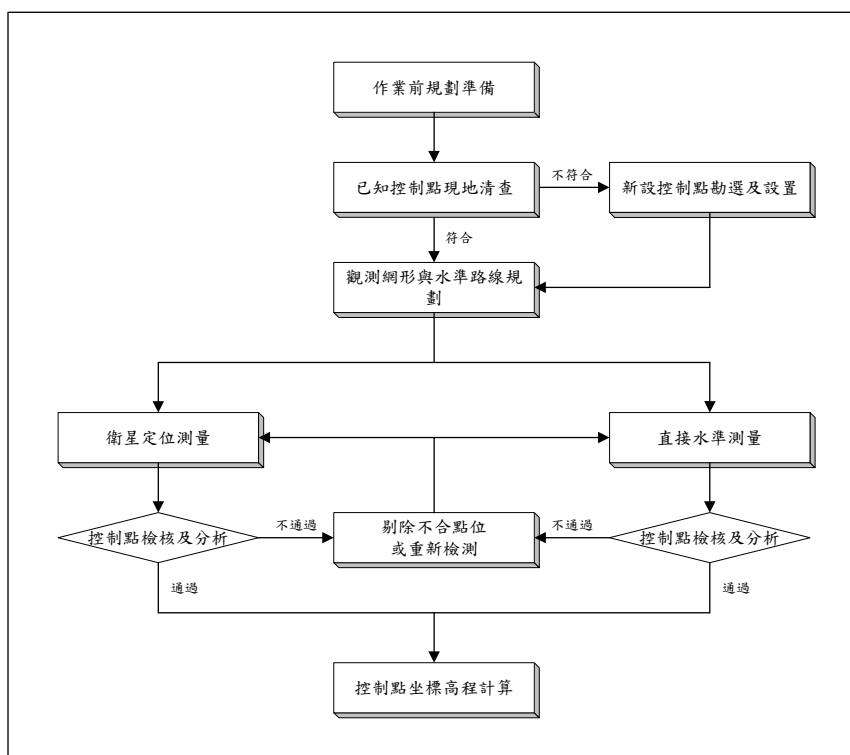 作業前規劃準備
已知控制點現地清查
不符合
新設控制點勘選及設置
符合
觀測網形與水準路線規
劃
衛星定位測量
直接水準測量
控制點檢核及分析
不通過
剔除不合點位
或重新檢測
不通過
控制點檢核及分析
通過
通過
控制點坐標高程計算